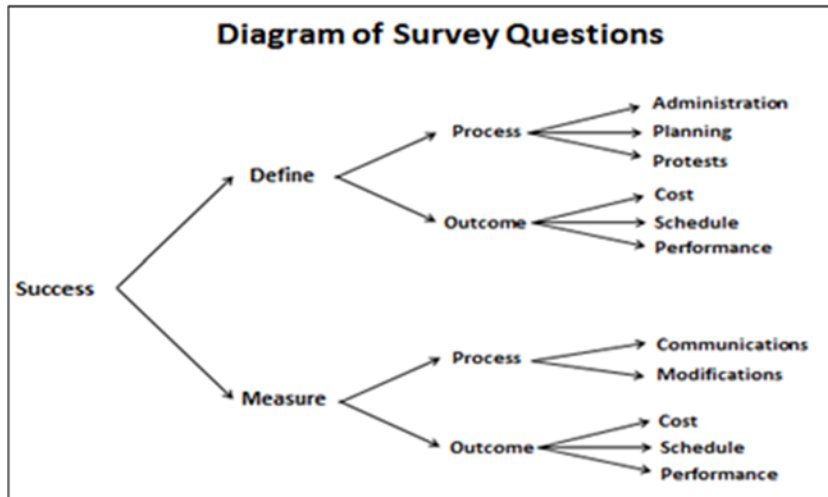 Diagram of Survey Questions
Administration
Process
Planning
Protests
Define
Cost
Outcome
Schedule
Performance
Success
Communications
Process
Modifications
Measure
Cost
Outcome
Schedule
Performance